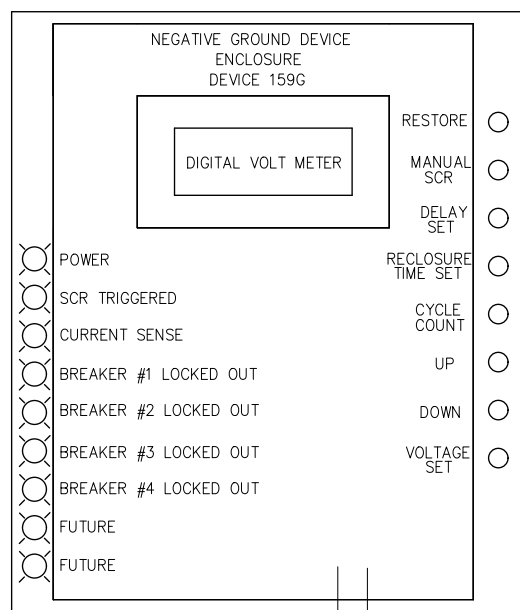 NEGATIVE GROUND DEVICE
ENCLOSURE
DEVICE 159G
DIGITAL VOLT METER
RESTORE
MANUAL
SCR
DELAY
SET
RECLOSURE
TIME SET
CYCLE
COUNT
UP
DOWN
VOLTAGE
SET
POWER
SCR TRIGGERED
CURRENT SENSE
BREAKER #1 LOCKED OUT
BREAKER #2 LOCKED OUT
BREAKER #3 LOCKED OUT
BREAKER #4 LOCKED OUT
FUTURE
FUTURE